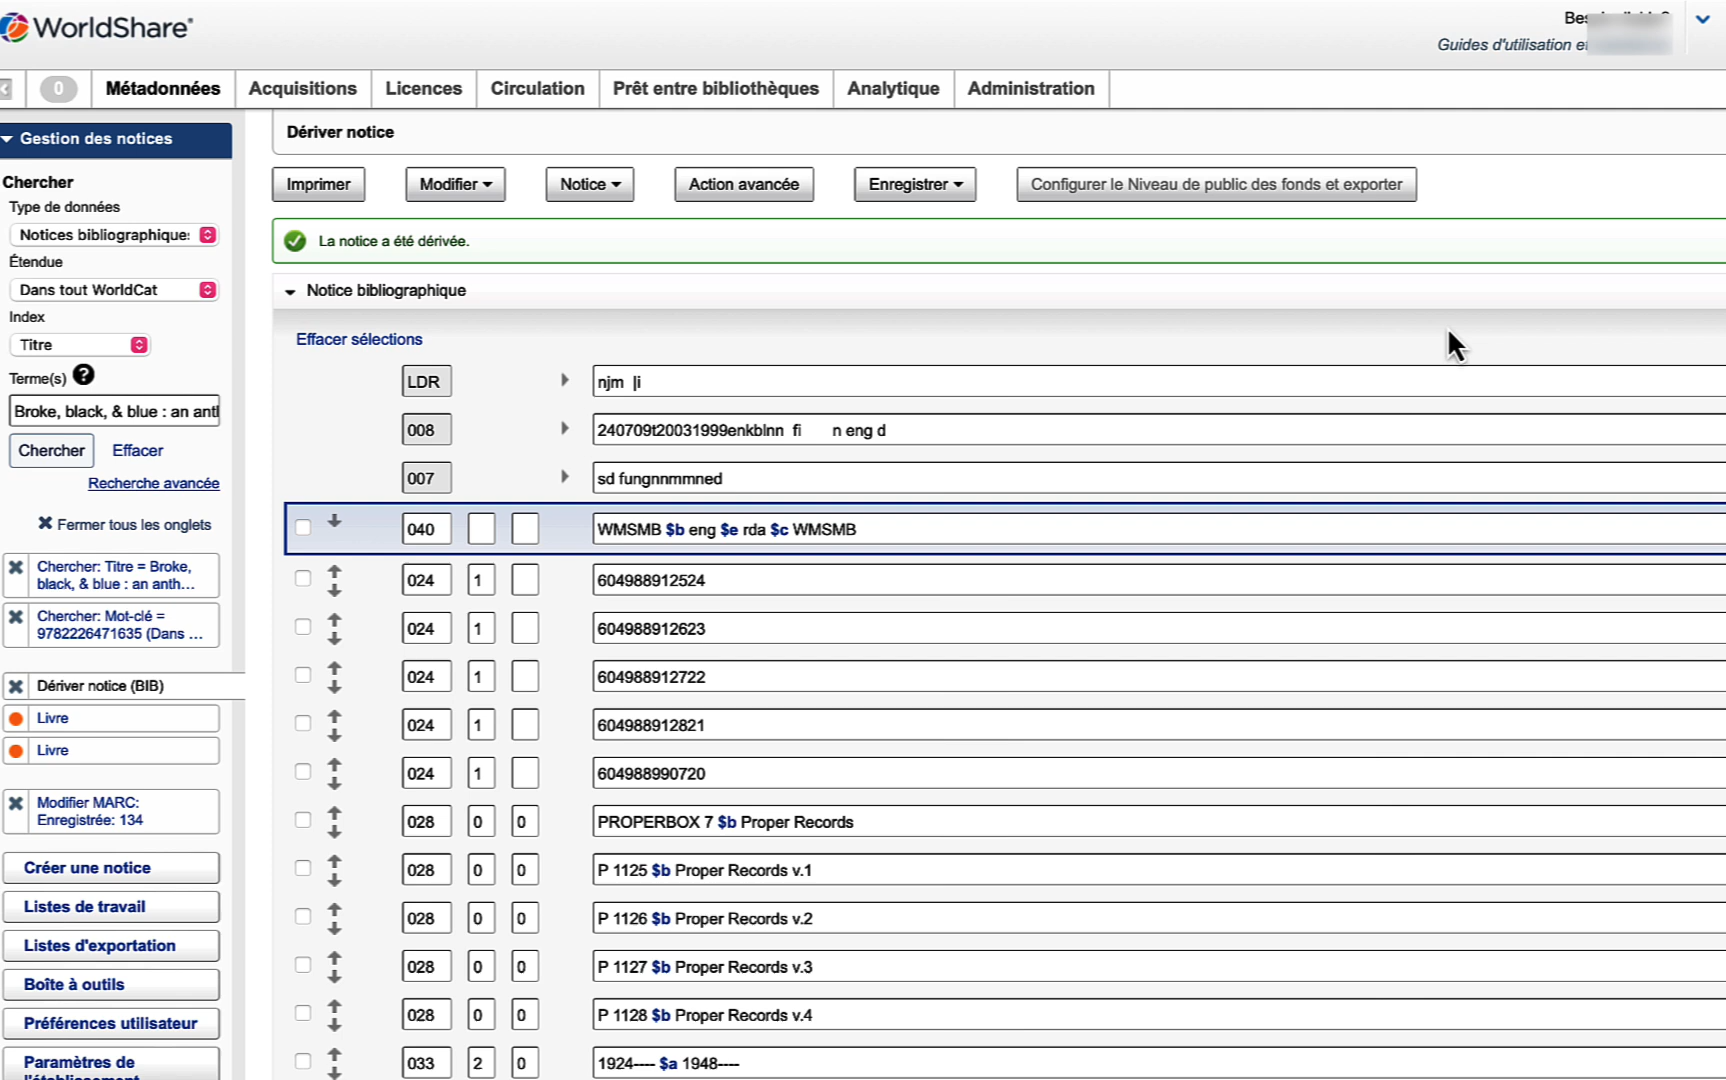 WorldShare®
Guides d'utilisation et
0
Métadonnées
Acquisitions
Licences
Circulation
Prêt entre bibliothèques
Analytique
Administration
Gestion des notices
Chercher
Type de données
Notices bibliographique:
Étendue
Dans tout WorldCat
Index
Titre
Terme(s) ?
Broke, black, & blue : an antl
Chercher
Effacer
Recherche avancée
Fermer tous les onglets
Chercher: Titre = Broke,
black, & blue : an anth...
Chercher: Mot-clé =
9782226471635 (Dans ...
Dériver notice (BIB)
Livre
Livre
Modifier MARC:
Enregistrée: 134
Créer une notice
Listes de travail
Listes d'exportation
Boîte à outils
Préférences utilisateur
Paramètres de
l'établissement
Dériver notice
Imprimer
Modifier
Notice
Action avancée
Enregistrer
Configurer le Niveau de public des fonds et exporter
La notice a été dérivée.
Notice bibliographique
Effacer sélections
LDR njm |i
008 240709t20031999enkblnn fi n eng d
007 sd fungnnmmned
040 WMSMB $b eng $e rda $c WMSMB
024 1 604988912524
024 1 604988912623
024 1 604988912722
024 1 604988912821
024 1 604988990720
028 0 0 PROPERBOX 7 $b Proper Records
028 0 0 P 1125 $b Proper Records v.1
028 0 0 P 1126 $b Proper Records v.2
028 0 0 P 1127 $b Proper Records v.3
028 0 0 P 1128 $b Proper Records v.4
033 2 0 1924---- $a 1948----